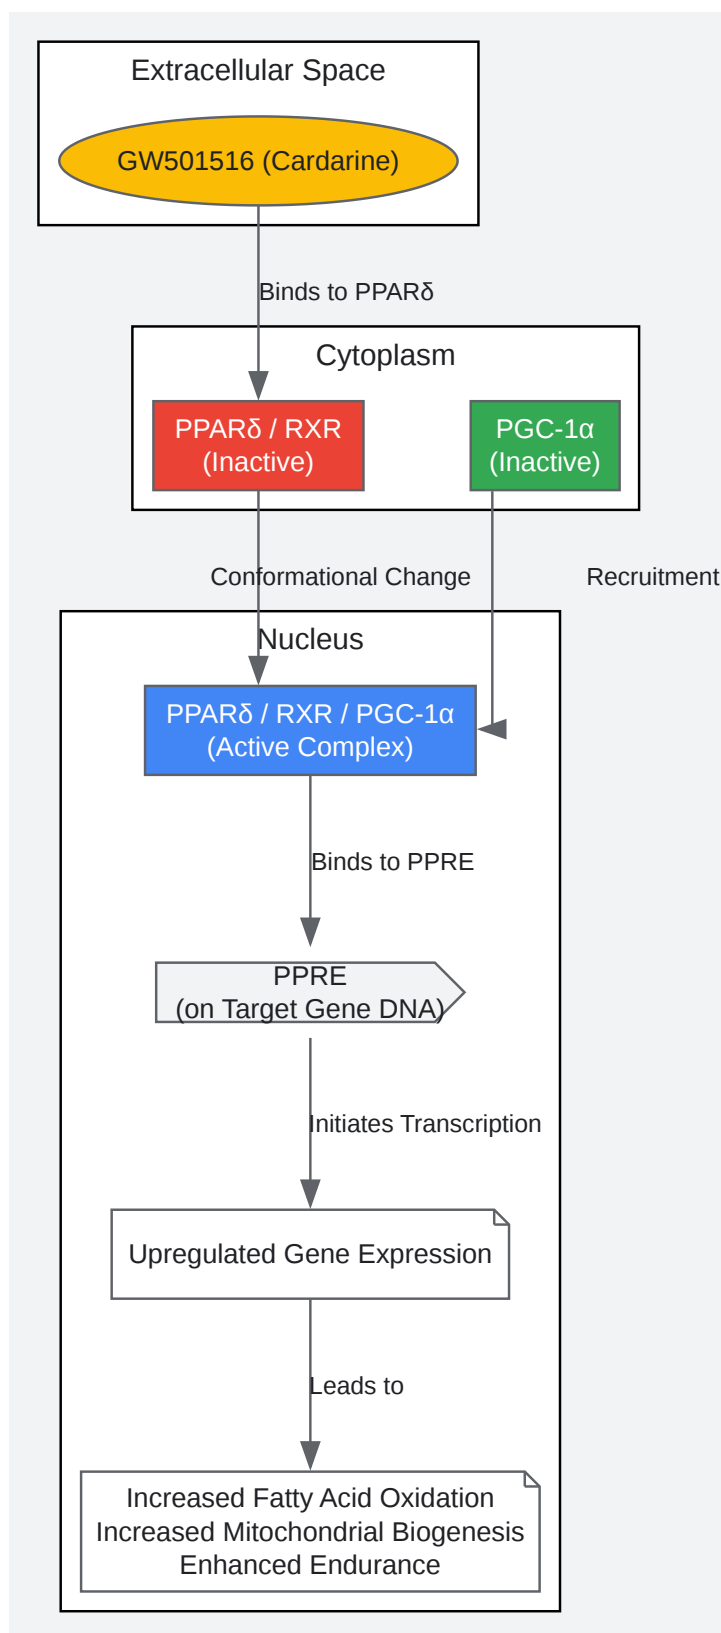 Extracellular Space
GW501516 (Cardarine)
Binds to PPARδ
Cytoplasm
PPARδ / RXR
(Inactive)
PGC-1α
(Inactive)
Conformational Change
Recruitment
Nucleus
PPARδ / RXR / PGC-1α
(Active Complex)
Binds to PPRE
PPRE
(on Target Gene DNA)
Initiates Transcription
Upregulated Gene Expression
Leads to
Increased Fatty Acid Oxidation
Increased Mitochondrial Biogenesis
Enhanced Endurance